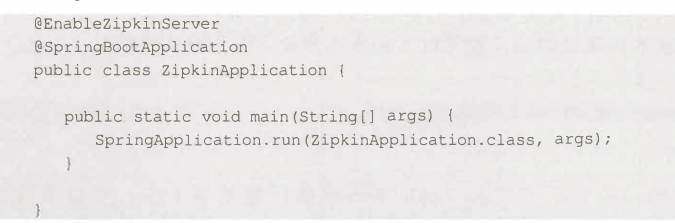 @EnableZipkinServer
@SpringBootApplication
public class ZipkinApplication {
public static void main(String[] args) {
SpringApplication.run(ZipkinApplication.class, args);
}
}